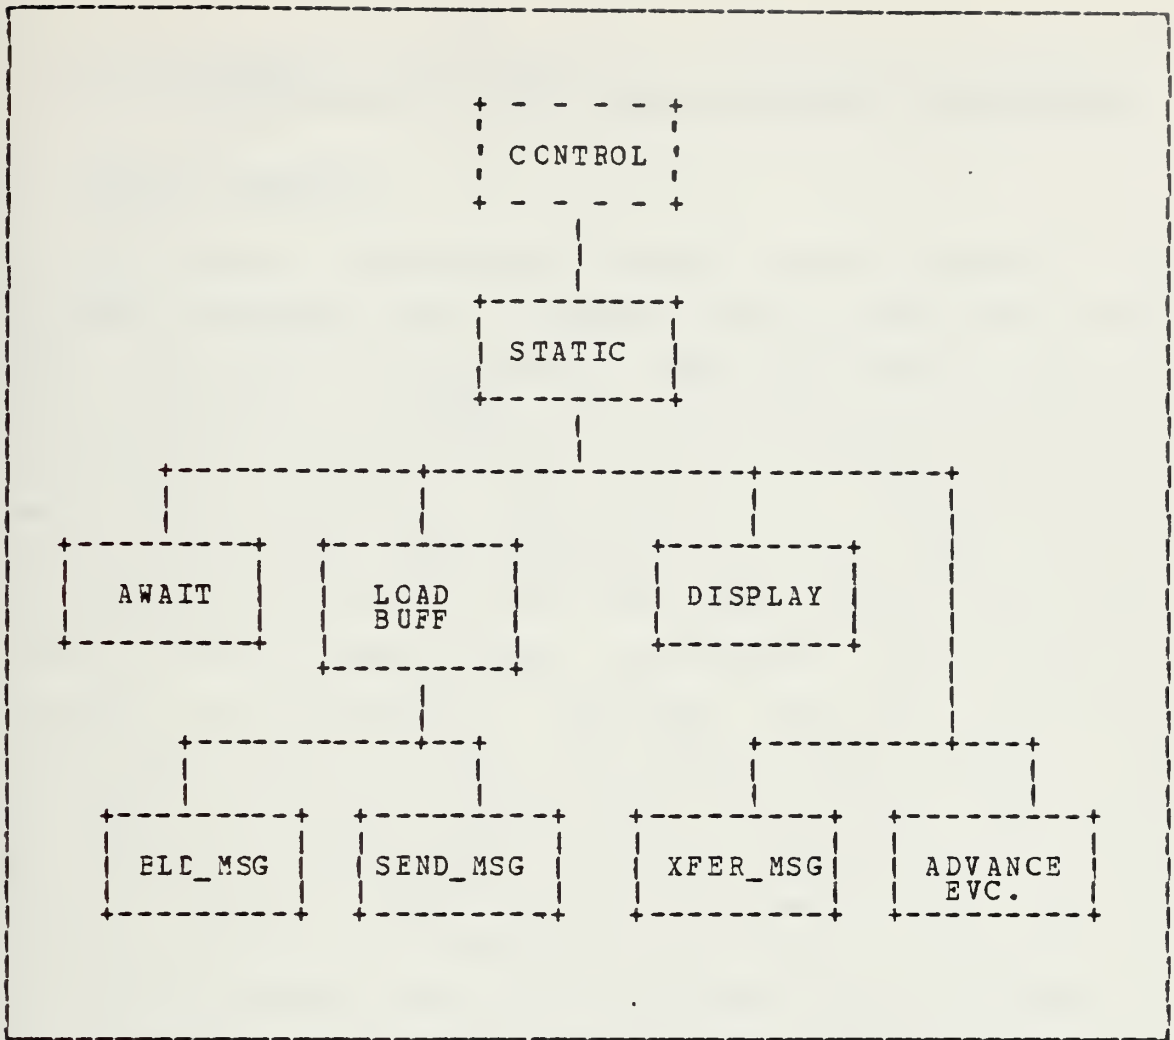 CONTROL
STATIC
AWAIT
LOAD
BUFF
DISPLAY
BLD_MSG
SEND_MSG
XFER_MSG
ADVANCE
EVC.